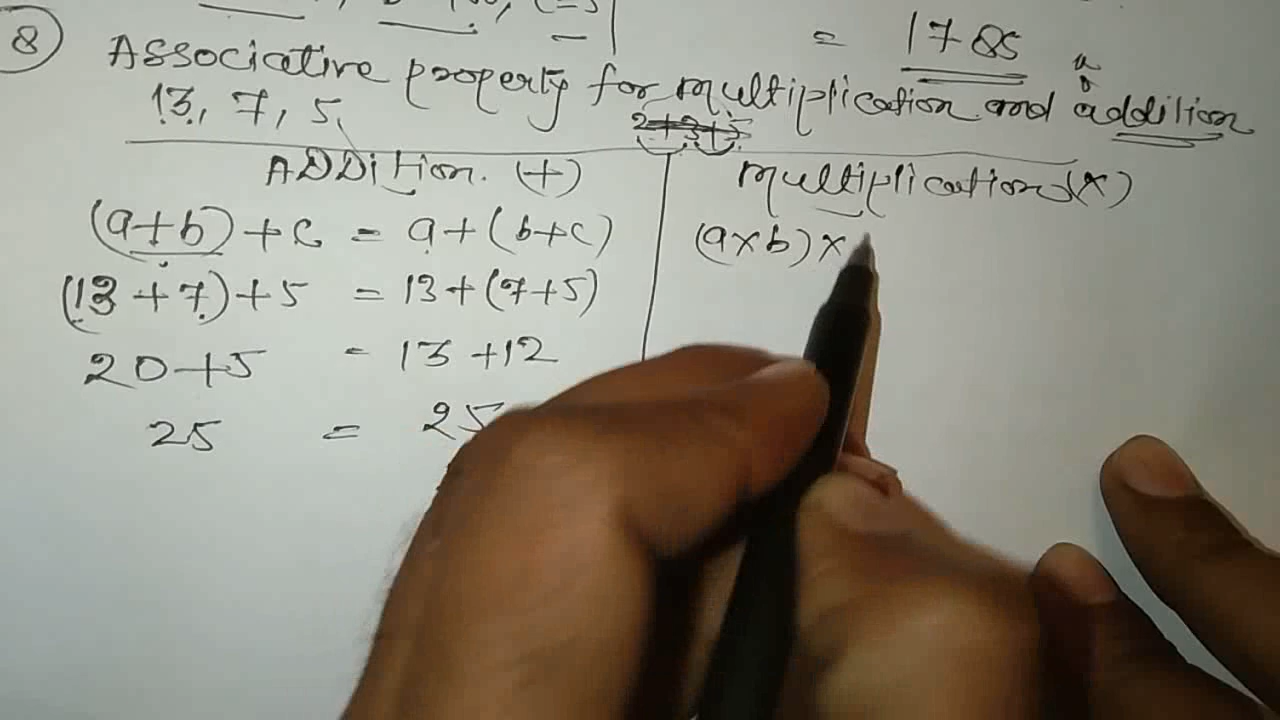 = 1785
8 Associative property for multiplication and addition
13, 7, 5,
ADDition. (+)
(a+b)+c = a+(b+c)
(13+7)+5 = 13+(7+5)
20+5 = 13+12
25 = 25
multiplication (x)
(axb)x